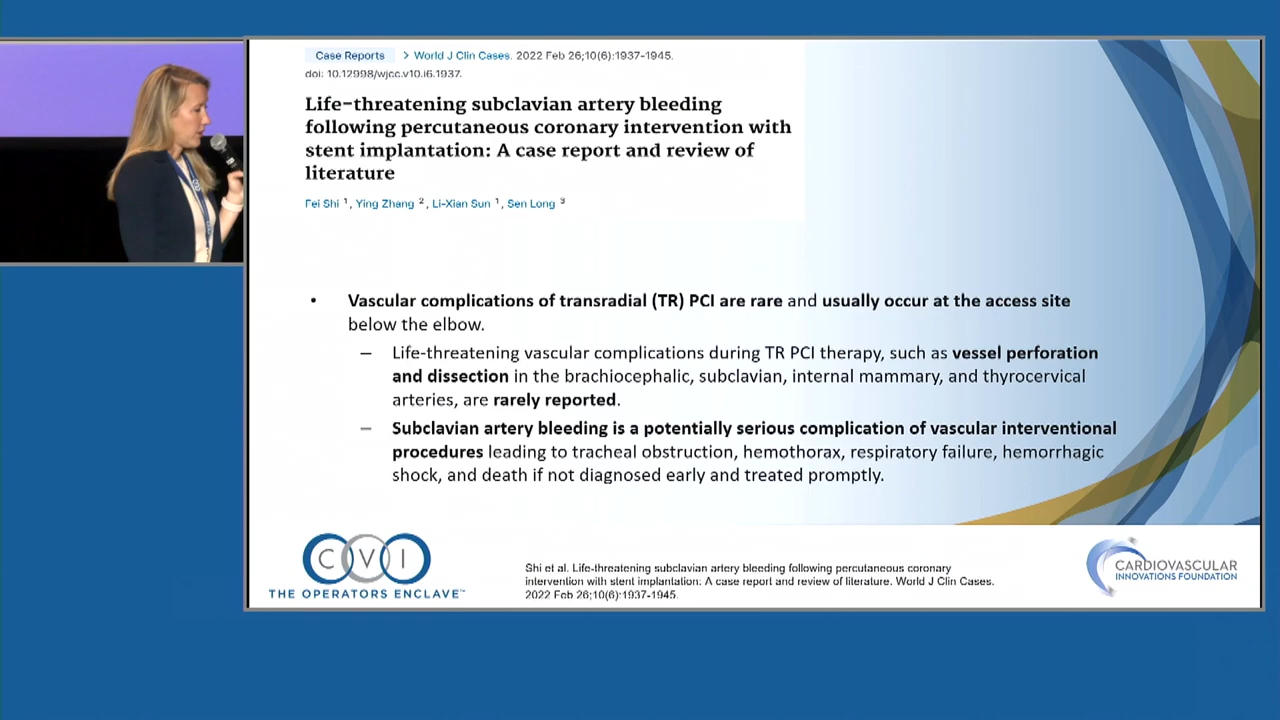 Case Reports > World J Clin Cases. 2022 Feb 26;10(6):1937-1945.
doi: 10.12998/wjcc.v10.i6.1937.
Life-threatening subclavian artery bleeding
following percutaneous coronary intervention with
stent implantation: A case report and review of
literature
Fei Shi 1, Ying Zhang 2, Li-Xian Sun 1, Sen Long 3
• Vascular complications of transradial (TR) PCI are rare and usually occur at the access site
below the elbow.
– Life-threatening vascular complications during TR PCI therapy, such as vessel perforation
and dissection in the brachiocephalic, subclavian, internal mammary, and thyrocervical
arteries, are rarely reported.
– Subclavian artery bleeding is a potentially serious complication of vascular interventional
procedures leading to tracheal obstruction, hemothorax, respiratory failure, hemorrhagic
shock, and death if not diagnosed early and treated promptly.
CVI
THE OPERATORS ENCLAVE™
Shi et al. Life-threatening subclavian artery bleeding following percutaneous coronary
intervention with stent implantation: A case report and review of literature. World J Clin Cases.
2022 Feb 26;10(6):1937-1945.
CARDIOVASCULAR
INNOVATIONS FOUNDATION